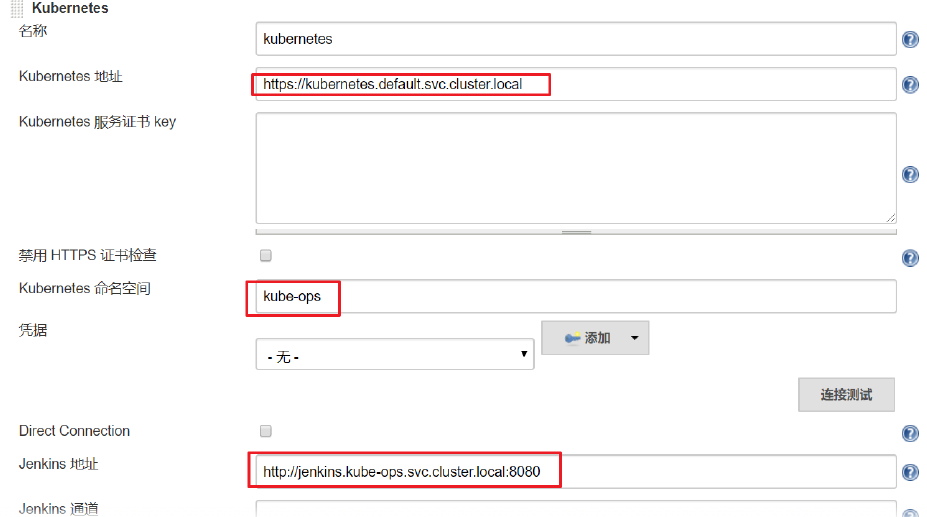 Kubernetes
名称
kubernetes
Kubernetes 地址
https://kubernetes.default.svc.cluster.local
Kubernetes 服务证书 key
禁用 HTTPS 证书检查
Kubernetes 命名空间
kube-ops
凭据
- 无 -
添加
连接测试
Direct Connection
Jenkins 地址
http://jenkins.kube-ops.svc.cluster.local:8080
Jenkins 通道